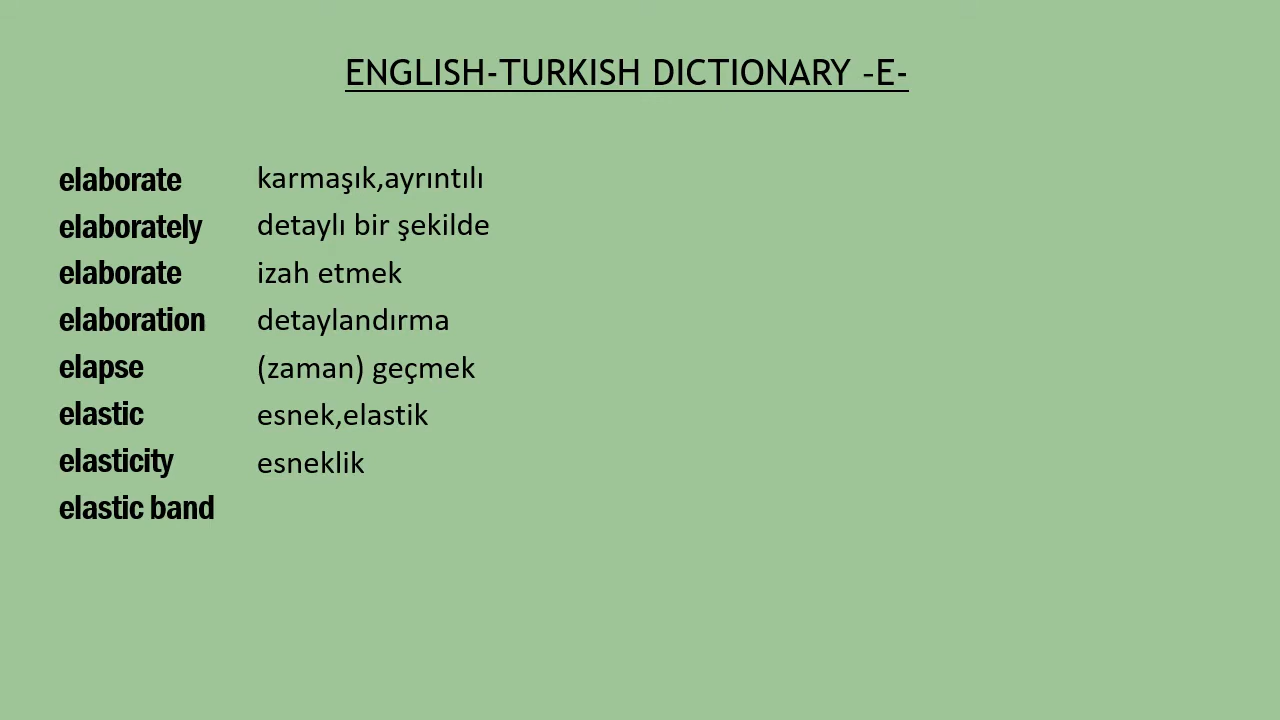 ENGLISH-TURKISH DICTIONARY –E-
elaborate karmaşık,ayrıntılı
elaborately detaylı bir şekilde
elaborate izah etmek
elaboration detaylandırma
elapse (zaman) geçmek
elastic esnek,elastik
elasticity esneklik
elastic band